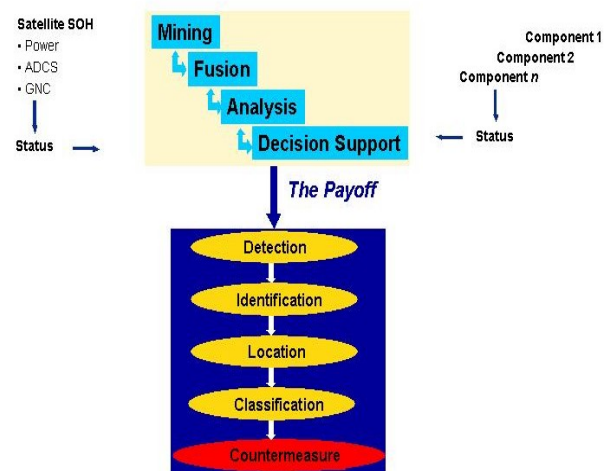 Satellite SOH
• Power
• ADCS
• GNC
Status
Mining
Fusion
Analysis
Decision Support
Component 1
Component 2
Component n
Status
The Payoff
Detection
Identification
Location
Classification
Countermeasure